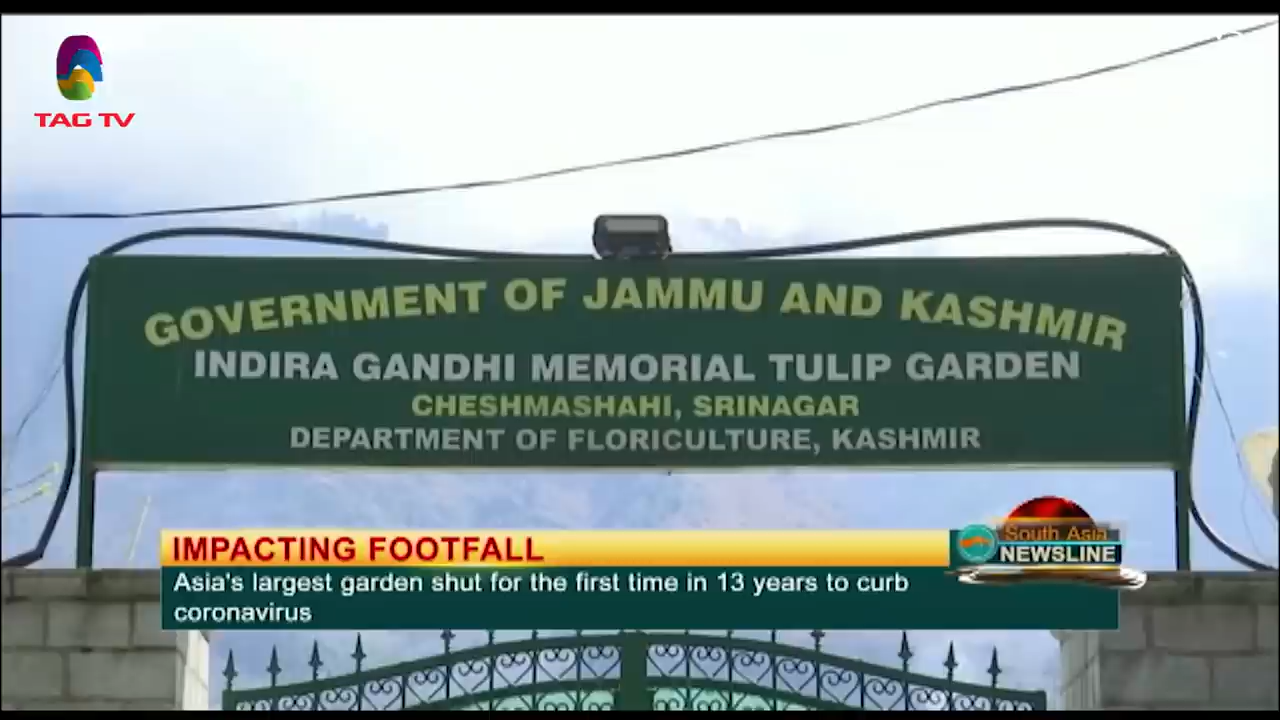 TAG TV
GOVERNMENT OF JAMMU AND KASHMIR
INDIRA GANDHI MEMORIAL TULIP GARDEN
CHESHMASHAHI, SRINAGAR
DEPARTMENT OF FLORICULTURE, KASHMIR
IMPACTING FOOTFALL
South Asia
NEWSLINE
Asia's largest garden shut for the first time in 13 years to curb
coronavirus